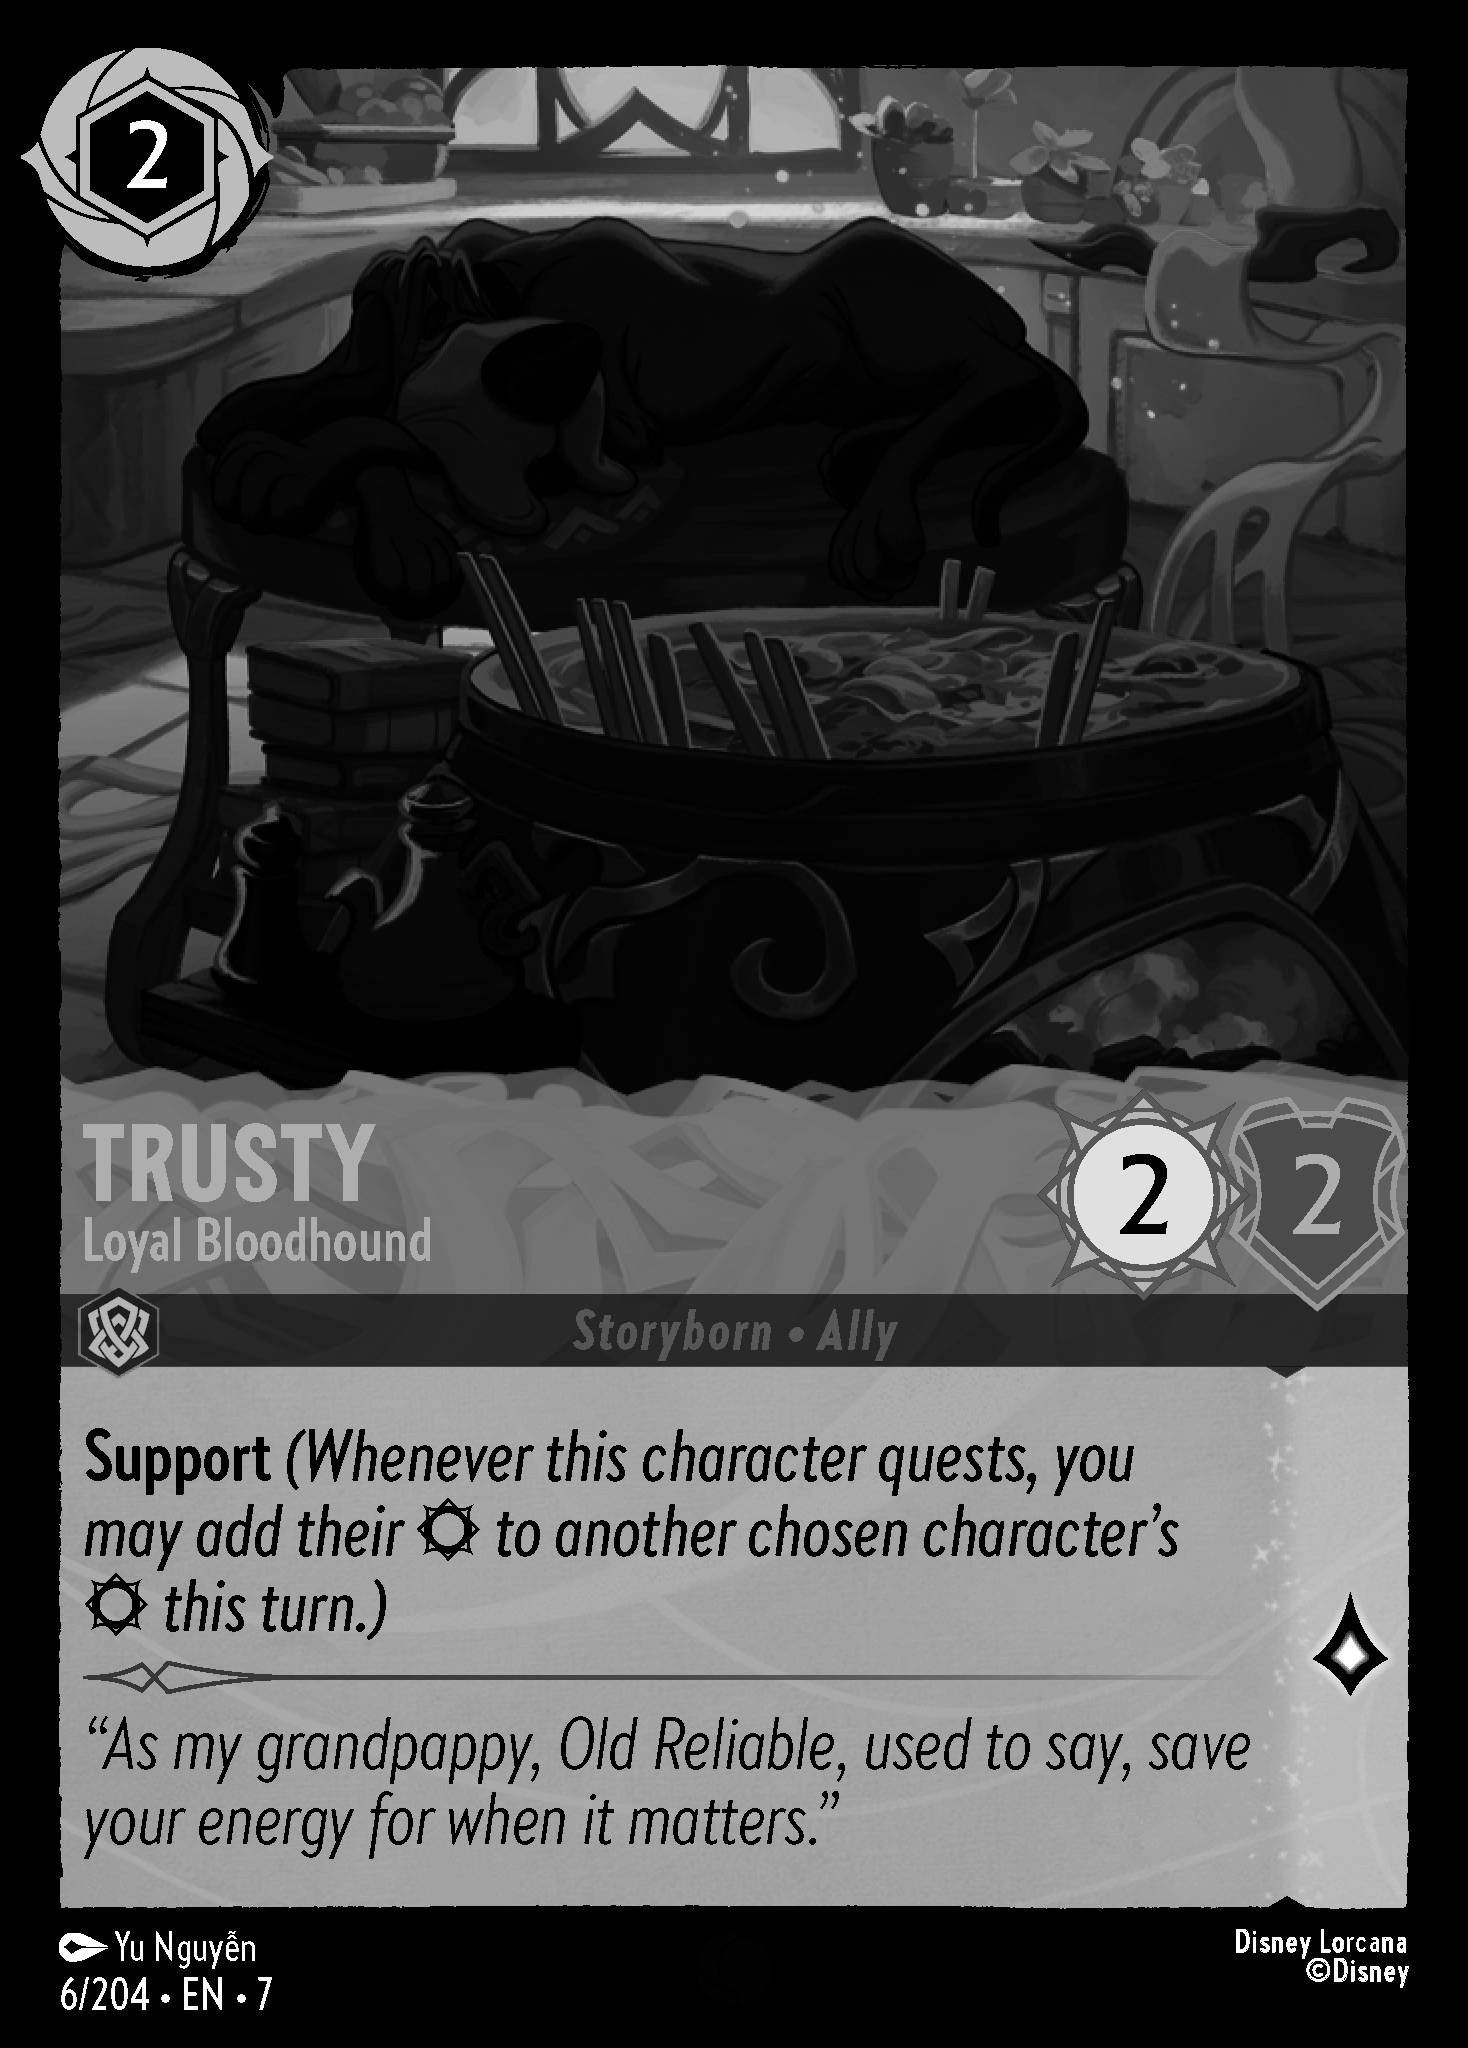 2
TRUSTY
Loyal Bloodhound
2
2
Storyborn • Ally
Support (Whenever this character quests, you
may add their to another chosen character’s
this turn.)
“As my grandpappy, Old Reliable, used to say, save
your energy for when it matters.”
Yu Nguyễn
6/204 • EN • 7
Disney Lorcana
©Disney